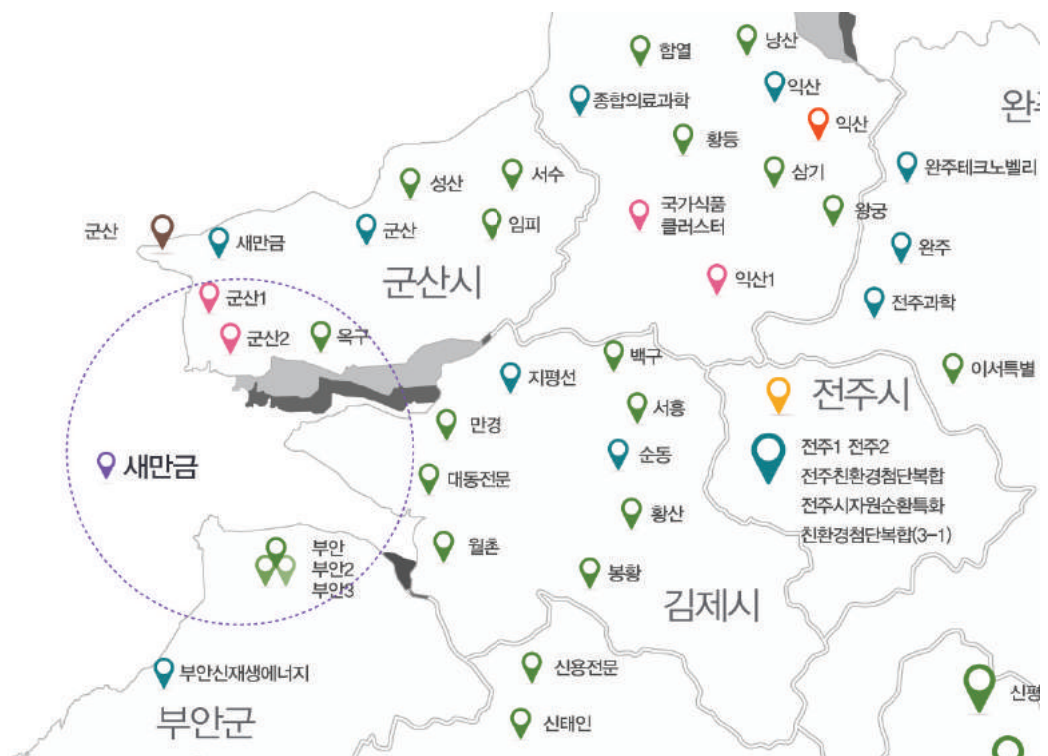 함열
낭산
종합의료과학
익산
익산
황등
삼기
완주테크노벨리
성산
서수
국가식품
클러스터
왕궁
군산
새만금
군산
임피
완주
군산시
익산1
전주과학
군산1
군산2
옥구
백구
이서특별
지평선
서흥
전주시
만경
순동
전주1 전주2
전주친환경첨단복합
전주시자원순환특화
친환경첨단복합(3-1)
새만금
대동전문
황산
월촌
부안
부안2
부안3
봉황
김제시
신용전문
부안신재생에너지
부안군
신태인
신평